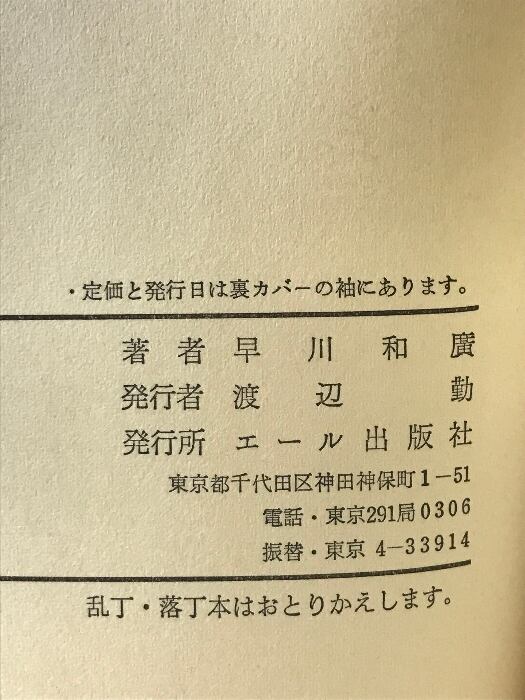 ・定価と発行日は裏カバーの袖にあります。
著者 早川和廣
発行者 渡辺勤
発行所 エール出版社
東京都千代田区神田神保町1−51
電話・東京291局0306
振替・東京 4−33914
乱丁・落丁本はおとりかえします。